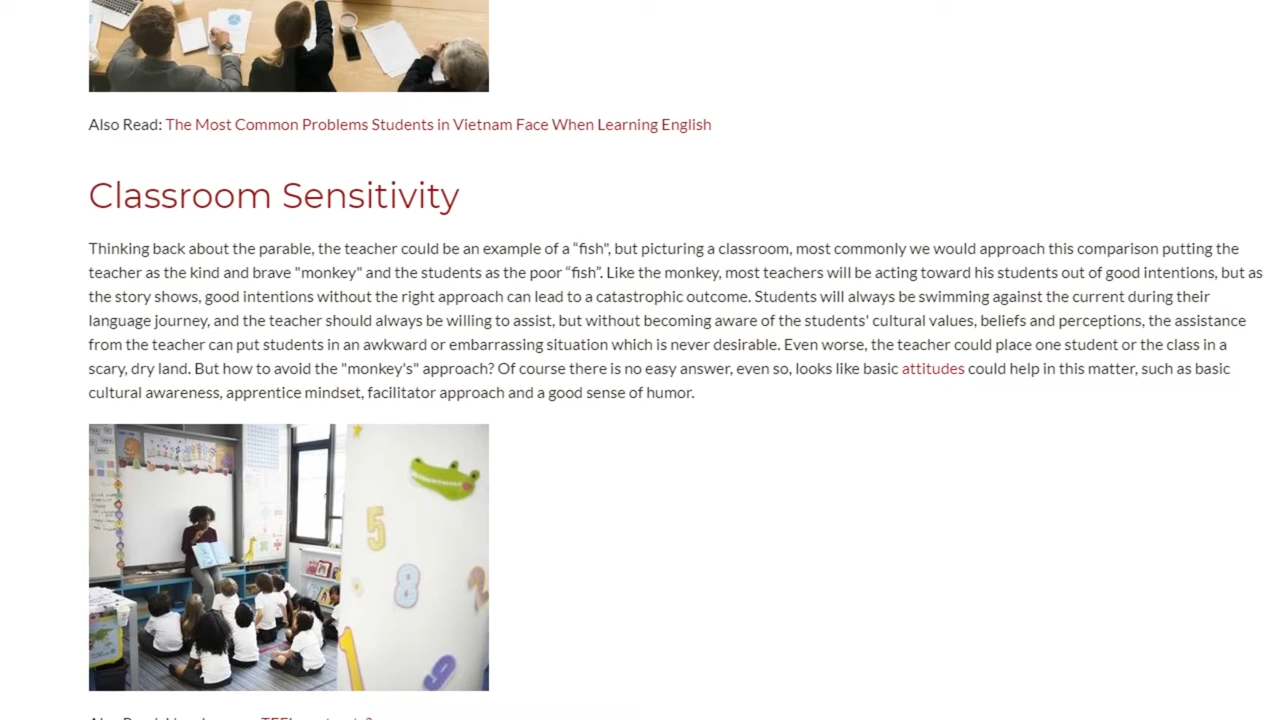 Also Read: The Most Common Problems Students in Vietnam Face When Learning English
Classroom Sensitivity
Thinking back about the parable, the teacher could be an example of a “fish", but picturing a classroom, most commonly we would approach this comparison putting the
teacher as the kind and brave "monkey" and the students as the poor “fish”. Like the monkey, most teachers will be acting toward his students out of good intentions, but as
the story shows, good intentions without the right approach can lead to a catastrophic outcome. Students will always be swimming against the current during their
language journey, and the teacher should always be willing to assist, but without becoming aware of the students' cultural values, beliefs and perceptions, the assistance
from the teacher can put students in an awkward or embarrassing situation which is never desirable. Even worse, the teacher could place one student or the class in a
scary, dry land. But how to avoid the "monkey's" approach? Of course there is no easy answer, even so, looks like basic attitudes could help in this matter, such as basic
cultural awareness, apprentice mindset, facilitator approach and a good sense of humor.
5
8
2
1
9